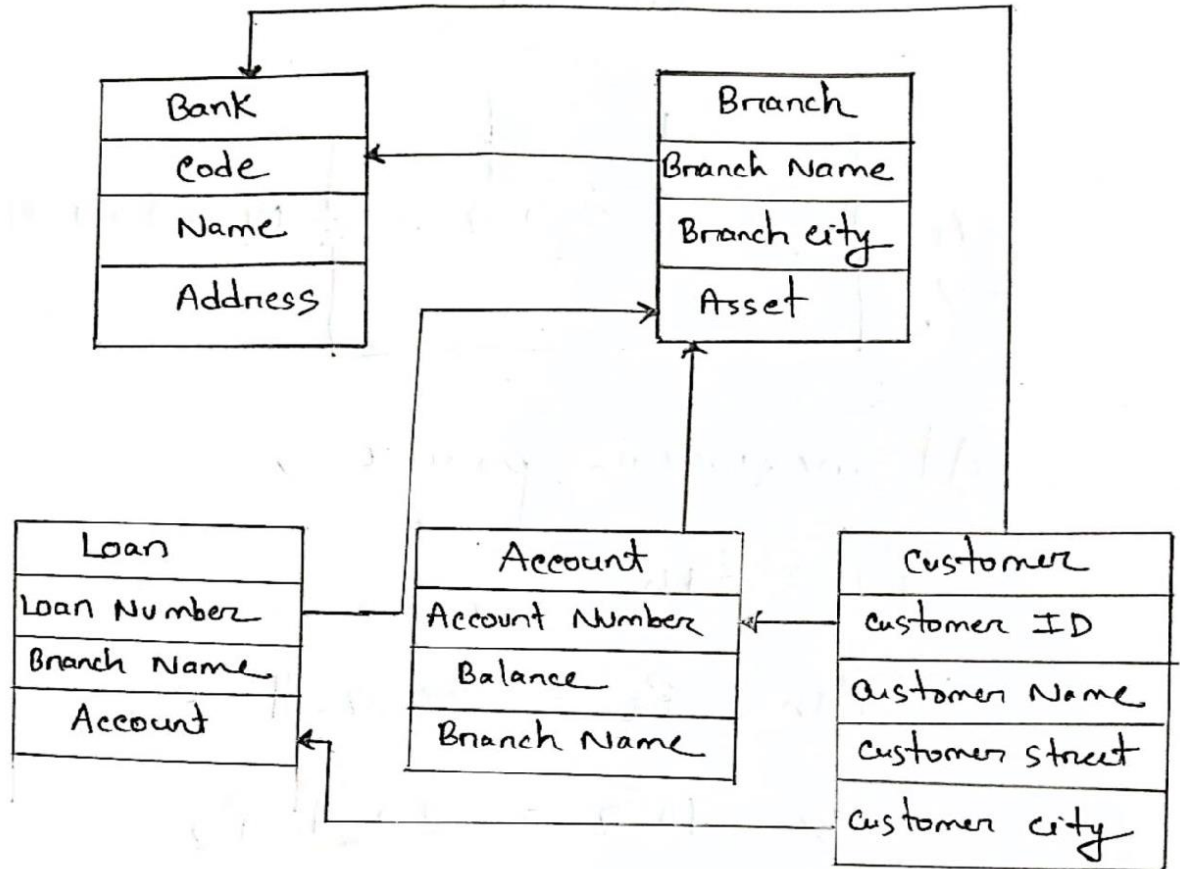 Bank
Code
Name
Address
Branch
Branch Name
Branch city
Asset
Loan
Loan Number
Branch Name
Account
Account
Account Number
Balance
Branch Name
Customer
customer ID
customer Name
customer street
customer city